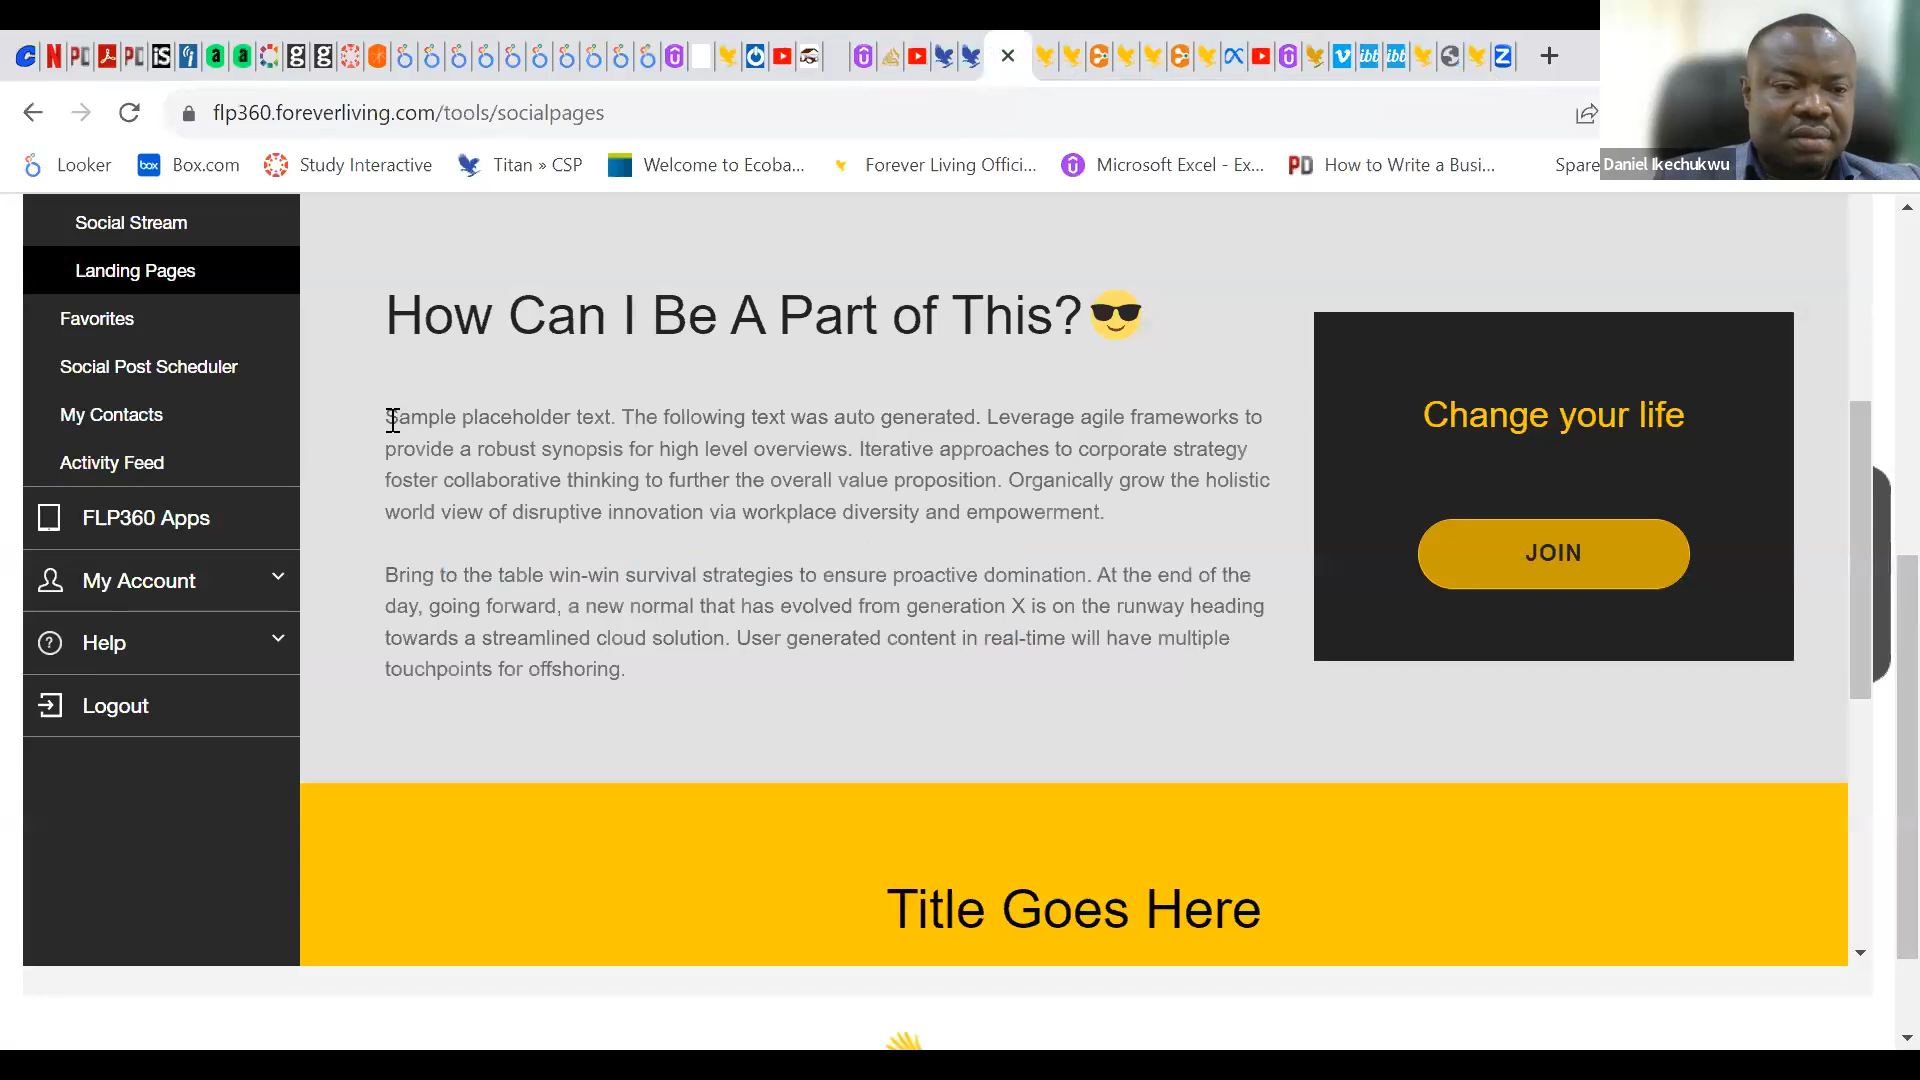 flp360.foreverliving.com/tools/socialpages
Looker
Box.com
Study Interactive
Titan » CSP
Welcome to Ecoba...
Forever Living Offici...
Microsoft Excel - Ex...
How to Write a Busi...
Spare
Daniel Ikechukwu
Social Stream
Landing Pages
Favorites
Social Post Scheduler
My Contacts
Activity Feed
FLP360 Apps
My Account
Help
Logout
How Can I Be A Part of This?😎
Sample placeholder text. The following text was auto generated. Leverage agile frameworks to
provide a robust synopsis for high level overviews. Iterative approaches to corporate strategy
foster collaborative thinking to further the overall value proposition. Organically grow the holistic
world view of disruptive innovation via workplace diversity and empowerment.
Bring to the table win-win survival strategies to ensure proactive domination. At the end of the
day, going forward, a new normal that has evolved from generation X is on the runway heading
towards a streamlined cloud solution. User generated content in real-time will have multiple
touchpoints for offshoring.
Change your life
JOIN
Title Goes Here